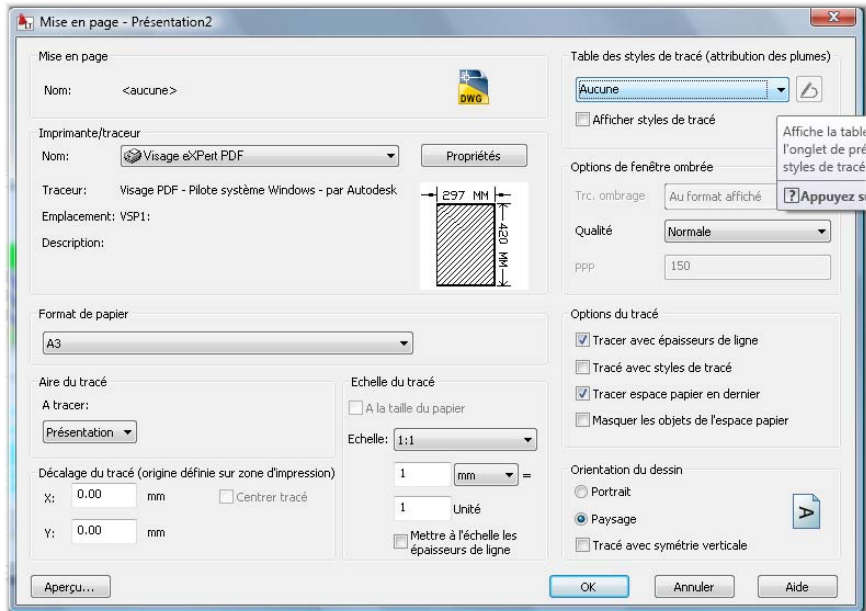 Mise en page - Présentation2
Mise en page
Nom: <aucune>
DWG
Imprimante/traceur
Nom: Visage eXPert PDF
Propriétés
Traceur: Visage PDF - Pilote système Windows - par Autodesk
Emplacement: VSP1:
Description:
297 MM
420 MM
Format de papier
A3
Aire du tracé
A tracer:
Présentation
Décalage du tracé (origine définie sur zone d'impression)
X: 0.00 mm
Centrer tracé
Y: 0.00 mm
Echelle du tracé
A la taille du papier
Echelle: 1:1
1 mm =
1 Unité
Mettre à l'échelle les
épaisseurs de ligne
Table des styles de tracé (attribution des plumes)
Aucune
Afficher styles de tracé
Affiche la table
l'onglet de pré
styles de tracé
?Appuyez su
Options de fenêtre ombrée
Trc. ombrage Au format affiché
Qualité Normale
PPP 150
Options du tracé
Tracer avec épaisseurs de ligne
Tracé avec styles de tracé
Tracer espace papier en dernier
Masquer les objets de l'espace papier
Orientation du dessin
Portrait
Paysage
A
Tracé avec symétrie verticale
Aperçu...
OK
Annuler
Aide